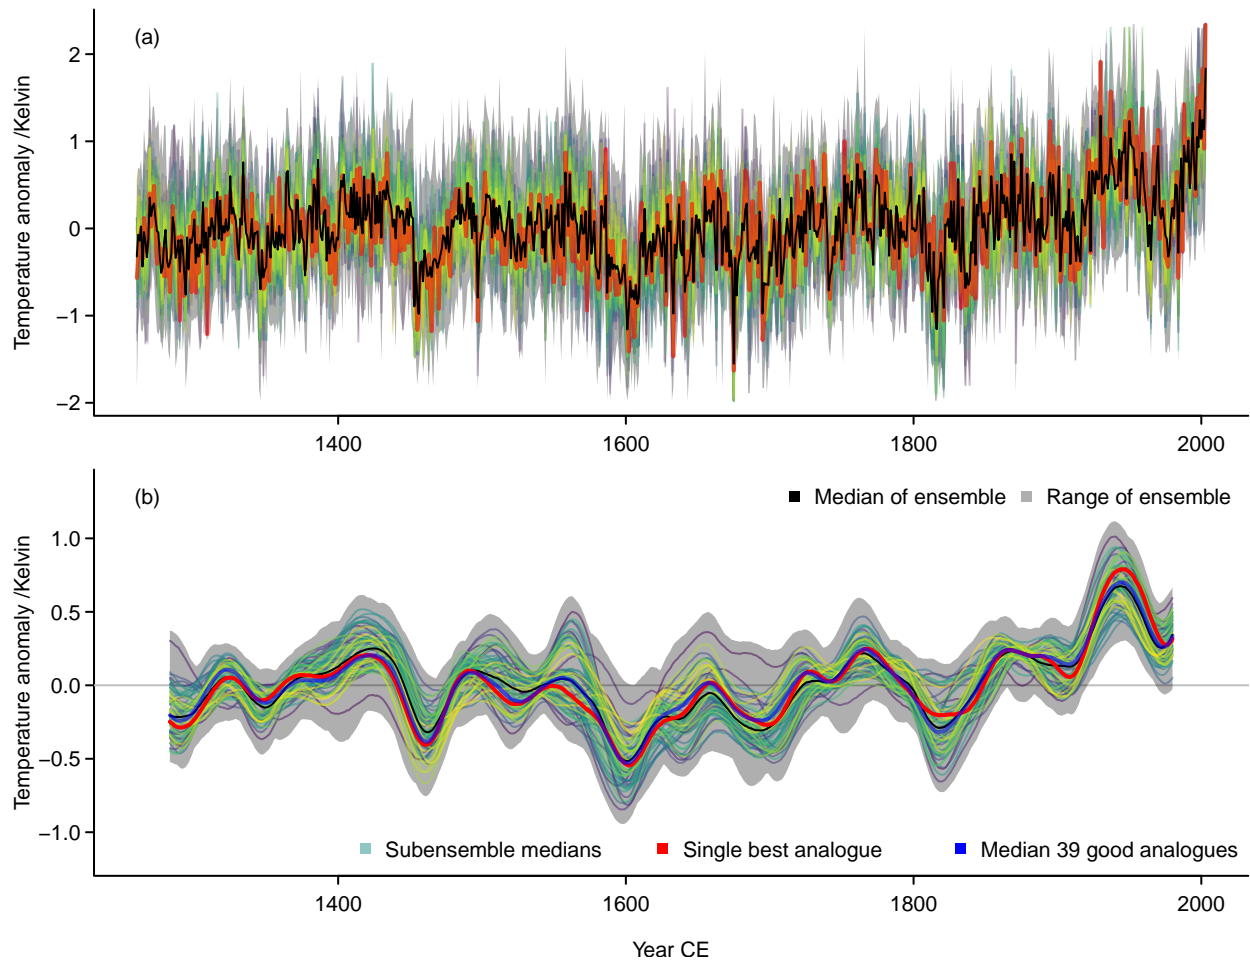 (a)
Temperature anomaly /Kelvin
2
1
0
−1
−2
1400 1600 1800 2000
(b)
Median of ensemble Range of ensemble
Temperature anomaly /Kelvin
1.0
0.5
0.0
−0.5
−1.0
Subensemble medians Single best analogue Median 39 good analogues
1400 1600 1800 2000
Year CE